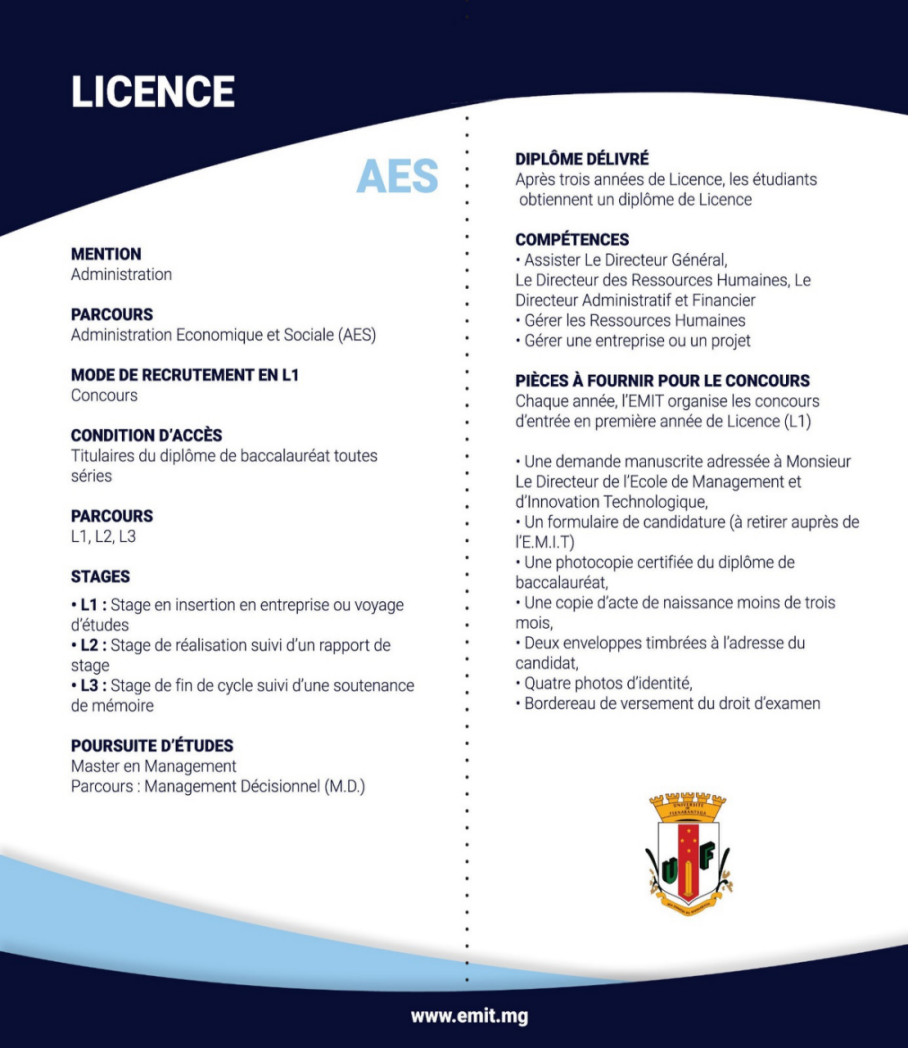 LICENCE
AES
MENTION
Administration
PARCOURS
Administration Economique et Sociale (AES)
MODE DE RECRUTEMENT EN L1
Concours
CONDITION D'ACCÈS
Titulaires du diplôme de baccalauréat toutes
séries
PARCOURS
L1, L2, L3
STAGES
• L1 : Stage en insertion en entreprise ou voyage
d'études
• L2 : Stage de réalisation suivi d'un rapport de
stage
• L3 : Stage de fin de cycle suivi d'une soutenance
de mémoire
POURSUITE D'ÉTUDES
Master en Management
Parcours : Management Décisionnel (M.D.)
DIPLÔME DÉLIVRÉ
Après trois années de Licence, les étudiants
obtiennent un diplôme de Licence
COMPÉTENCES
• Assister Le Directeur Général,
Le Directeur des Ressources Humaines, Le
Directeur Administratif et Financier
• Gérer les Ressources Humaines
• Gérer une entreprise ou un projet
PIÈCES À FOURNIR POUR LE CONCOURS
Chaque année, l'EMIT organise les concours
d'entrée en première année de Licence (L1)
• Une demande manuscrite adressée à Monsieur
Le Directeur de l'Ecole de Management et
d'Innovation Technologique,
• Un formulaire de candidature (à retirer auprès de
l'E.M.I.T)
• Une photocopie certifiée du diplôme de
baccalauréat,
• Une copie d'acte de naissance moins de trois
mois,
• Deux enveloppes timbrées à l'adresse du
candidat,
• Quatre photos d'identité,
• Bordereau de versement du droit d'examen
UNIVERSITE
DE
FIANARANTSOA
U F
www.emit.mg